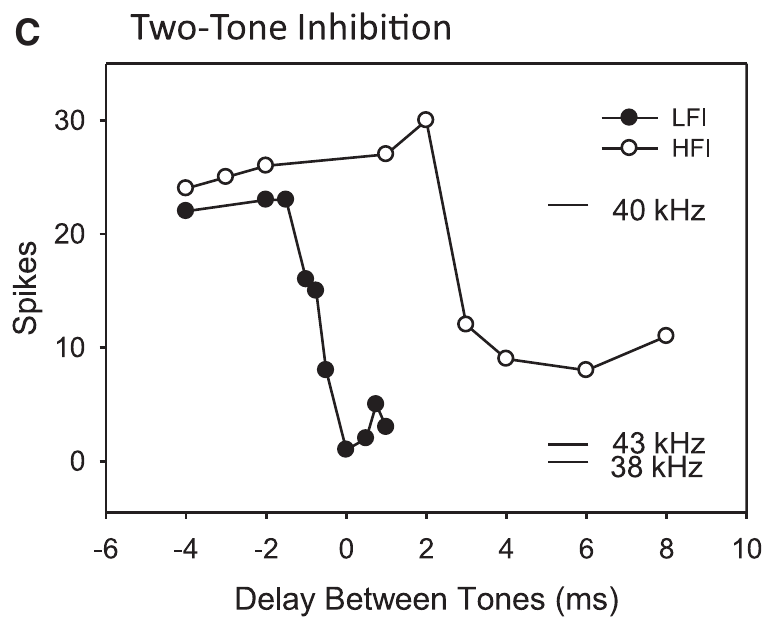 C Two-Tone Inhibition
LFI
HFI
40 kHz
43 kHz
38 kHz
30
20
10
0
Spikes
-6 -4 -2 0 2 4 6 8 10
Delay Between Tones (ms)